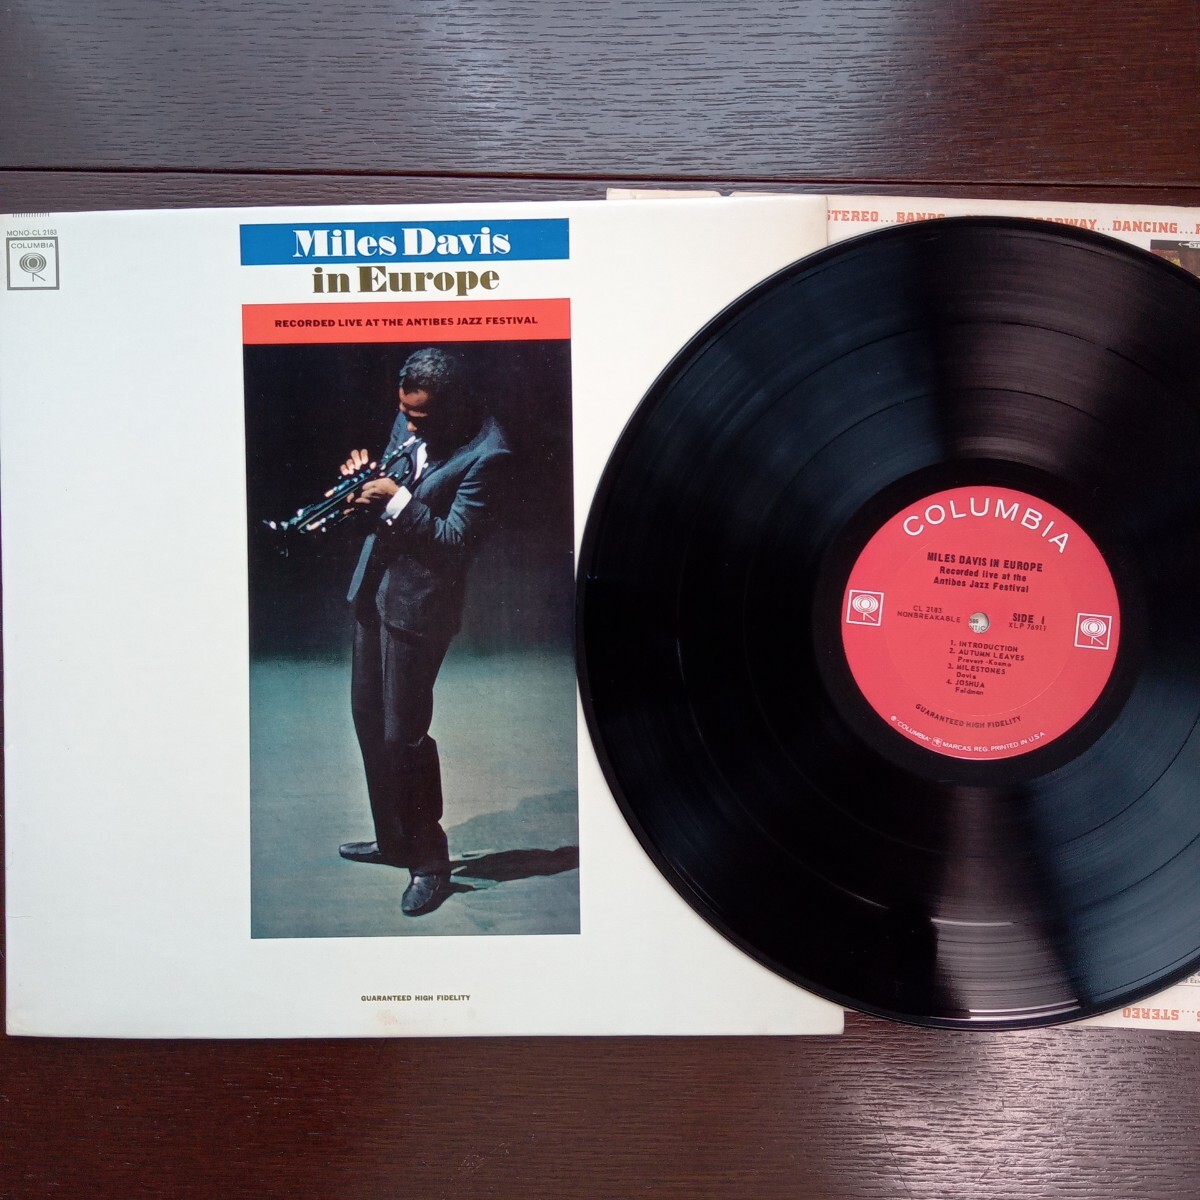 MONO-CL 2183
COLUMBIA
Miles Davis
in Europe
RECORDED LIVE AT THE ANTIBES JAZZ FESTIVAL
GUARANTEED HIGH FIDELITY
STEREO...BANDS
DWAY...DANCING...
COLUMBIA
MILES DAVIS IN EUROPE
Recorded live at the
Antibes Jazz Festival
CL 2183
NONBREAKABLE
SIDE 1
XLP 76911
1. INTRODUCTION
2. AUTUMN LEAVES
Prevert -Kosma
3. MILESTONES
Davis
4. JOSHUA
Feldman
GUARANTEED HIGH FIDELITY
® "COLUMBIA" MARCAS REG. PRINTED IN U.S.A.
...STEREO